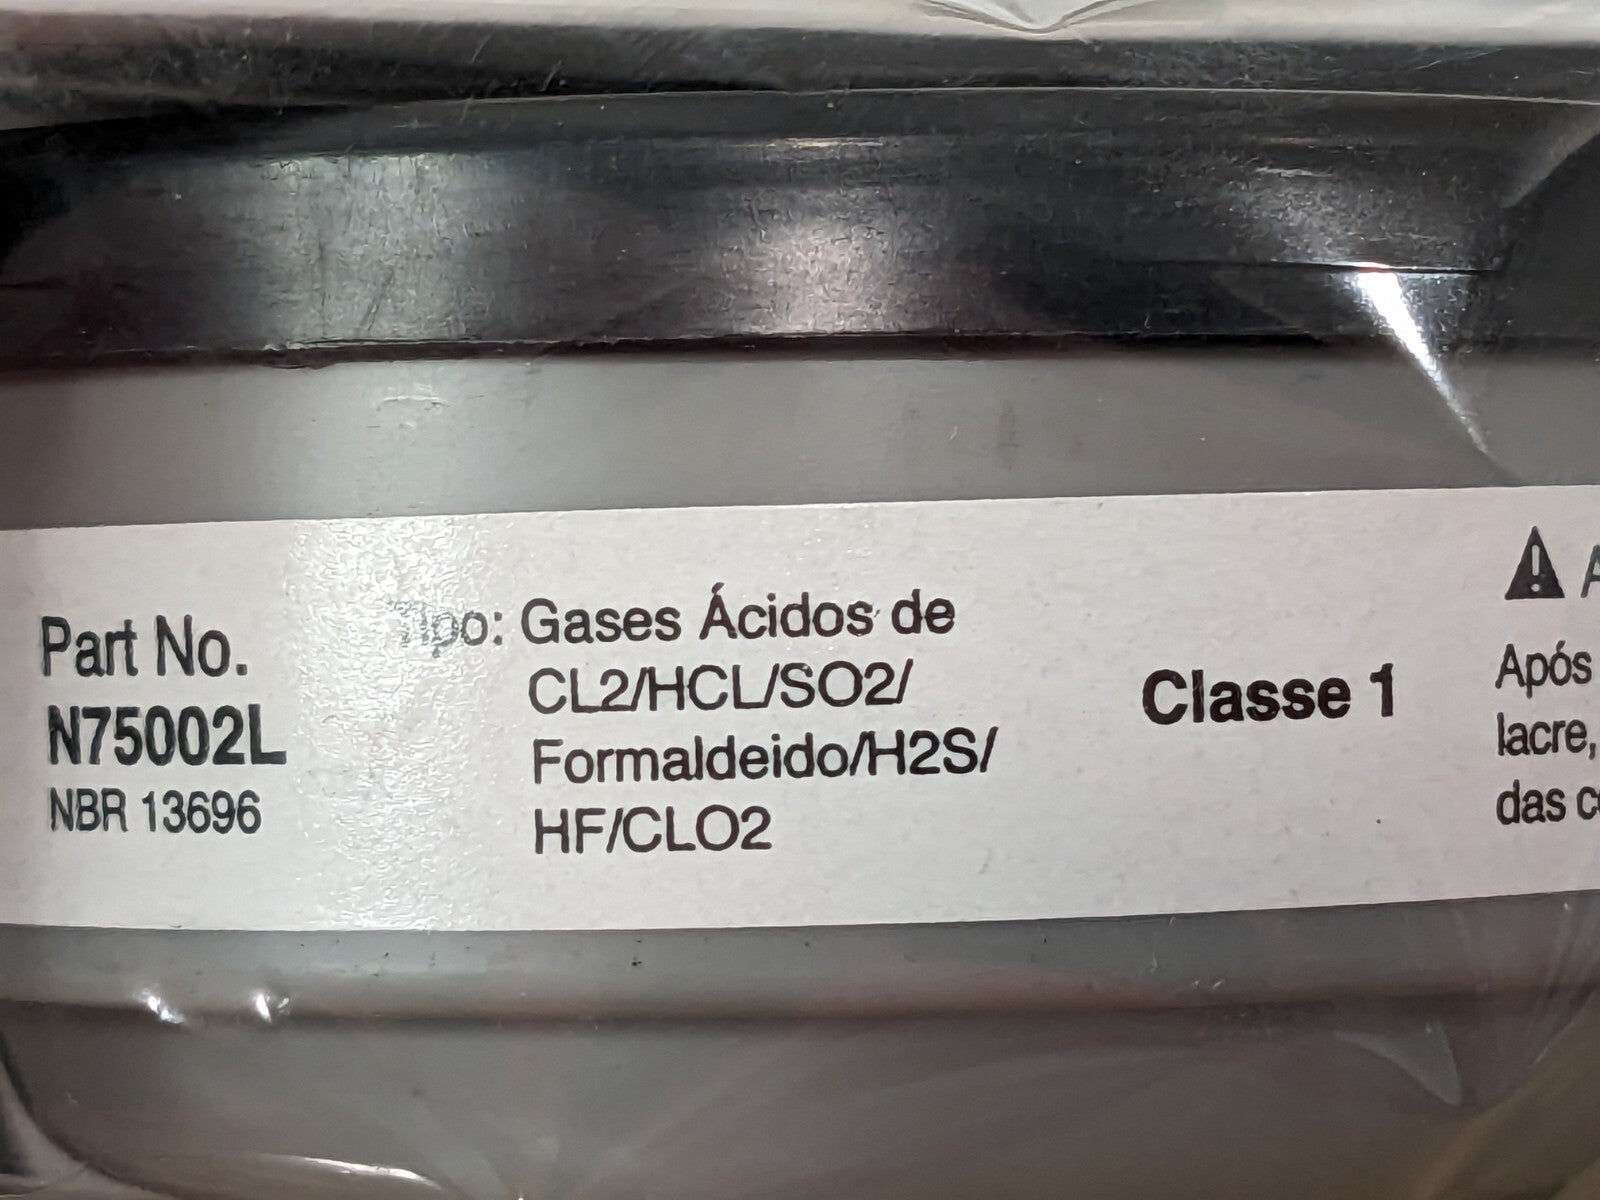 Part No.
N75002L
NBR 13696
Tipo: Gases Ácidos de
CL2/HCL/SO2/
Formaldeido/H2S/
HF/CLO2
Classe 1
Após
lacre,
das